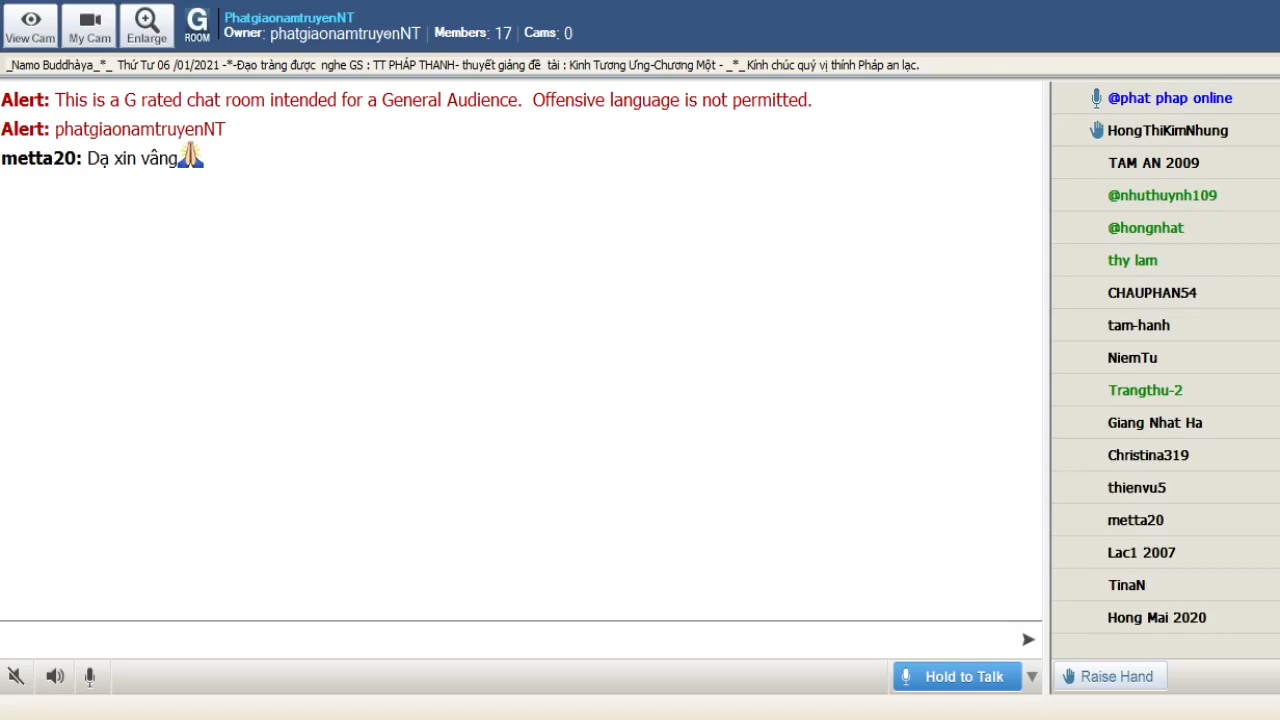 View Cam
My Cam
Enlarge
G
ROOM
PhatgiaonamtruyenNT
Owner: phatgiaonamtruyenNT | Members: 17 | Cams: 0
_Namo Buddhàya_*_ Thứ Tư 06 /01/2021 -*-Đạo tràng được nghe GS : TT PHÁP THANH- thuyết giảng đề tài : Kinh Tương Ưng-Chương Một - _*_Kính chúc quý vị thính Pháp an lạc.
Alert: This is a G rated chat room intended for a General Audience. Offensive language is not permitted.
Alert: phatgiaonamtruyenNT
metta20: Dạ xin vâng
@phat phap online
HongThiKimNhung
TAM AN 2009
@nhuthuynh109
@hongnhat
thy lam
CHAUPHAN54
tam-hanh
NiemTu
Trangthu-2
Giang Nhat Ha
Christina319
thienvu5
metta20
Lac1 2007
TinaN
Hong Mai 2020
Hold to Talk
Raise Hand